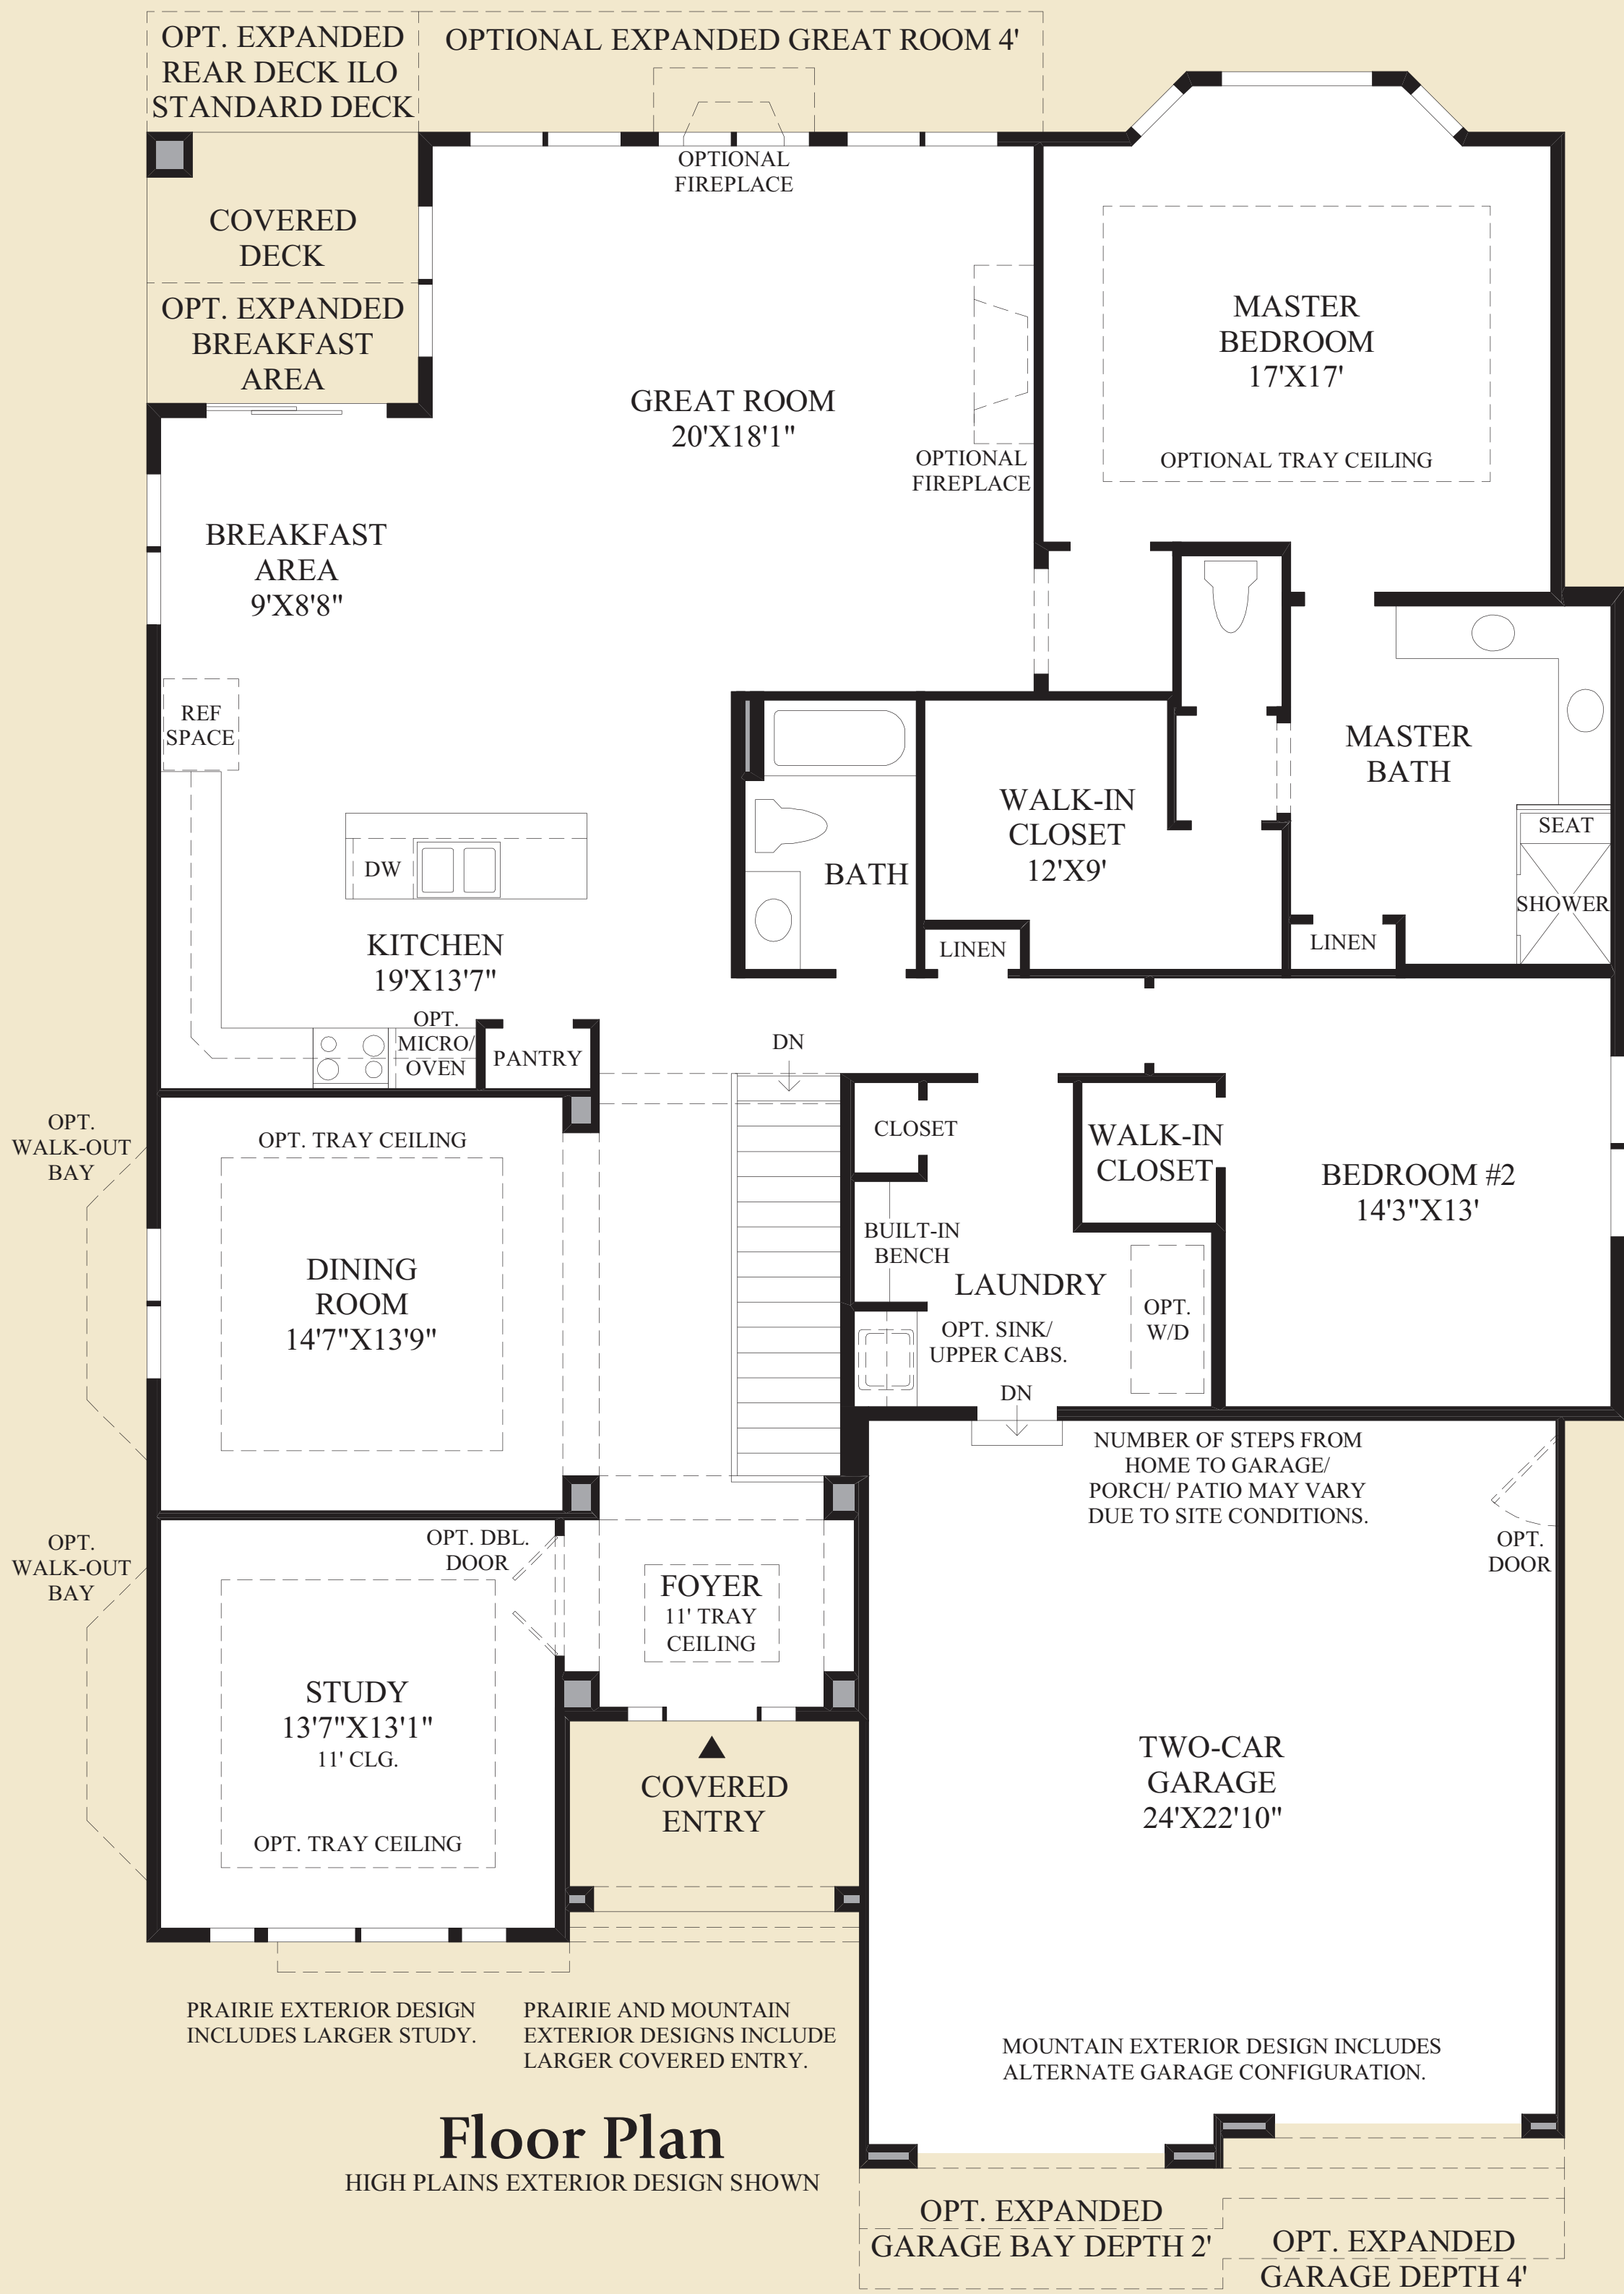 OPT. EXPANDED
REAR DECK ILO
STANDARD DECK
OPTIONAL EXPANDED GREAT ROOM 4'
OPTIONAL
FIREPLACE
COVERED
DECK
OPT. EXPANDED
BREAKFAST
AREA
GREAT ROOM
20'X18'1"
OPTIONAL
FIREPLACE
MASTER
BEDROOM
17'X17'
OPTIONAL TRAY CEILING
BREAKFAST
AREA
9'X8'8"
REF
SPACE
DW
KITCHEN
19'X13'7"
OPT.
MICRO/
OVEN
PANTRY
BATH
WALK-IN
CLOSET
12'X9'
LINEN
MASTER
BATH
SEAT
SHOWER
LINEN
DN
CLOSET
WALK-IN
CLOSET
BEDROOM #2
14'3"X13'
BUILT-IN
BENCH
LAUNDRY
OPT. SINK/
UPPER CABS.
OPT.
W/D
DN
OPT.
WALK-OUT
BAY
OPT. TRAY CEILING
DINING
ROOM
14'7"X13'9"
NUMBER OF STEPS FROM
HOME TO GARAGE/
PORCH/ PATIO MAY VARY
DUE TO SITE CONDITIONS.
OPT.
DOOR
OPT.
WALK-OUT
BAY
OPT. DBL.
DOOR
FOYER
11' TRAY
CEILING
STUDY
13'7"X13'1"
11' CLG.
OPT. TRAY CEILING
COVERED
ENTRY
TWO-CAR
GARAGE
24'X22'10"
PRAIRIE EXTERIOR DESIGN
INCLUDES LARGER STUDY.
PRAIRIE AND MOUNTAIN
EXTERIOR DESIGNS INCLUDE
LARGER COVERED ENTRY.
MOUNTAIN EXTERIOR DESIGN INCLUDES
ALTERNATE GARAGE CONFIGURATION.
Floor Plan
HIGH PLAINS EXTERIOR DESIGN SHOWN
OPT. EXPANDED
GARAGE BAY DEPTH 2'
OPT. EXPANDED
GARAGE DEPTH 4'